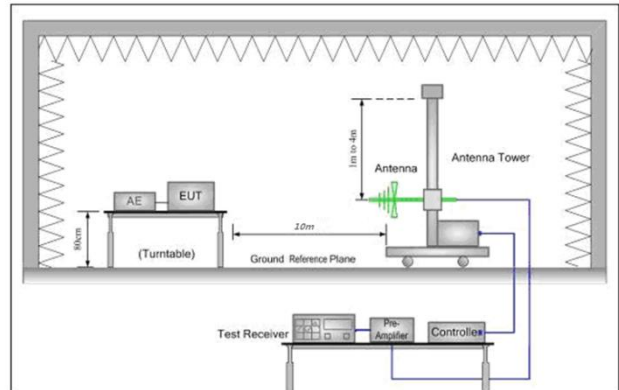 1m to 4m
Antenna
Antenna Tower
AE
EUT
80cm
(Turntable)
10m
Ground Reference Plane
Test Receiver
Pre-
Amplifier
Controller